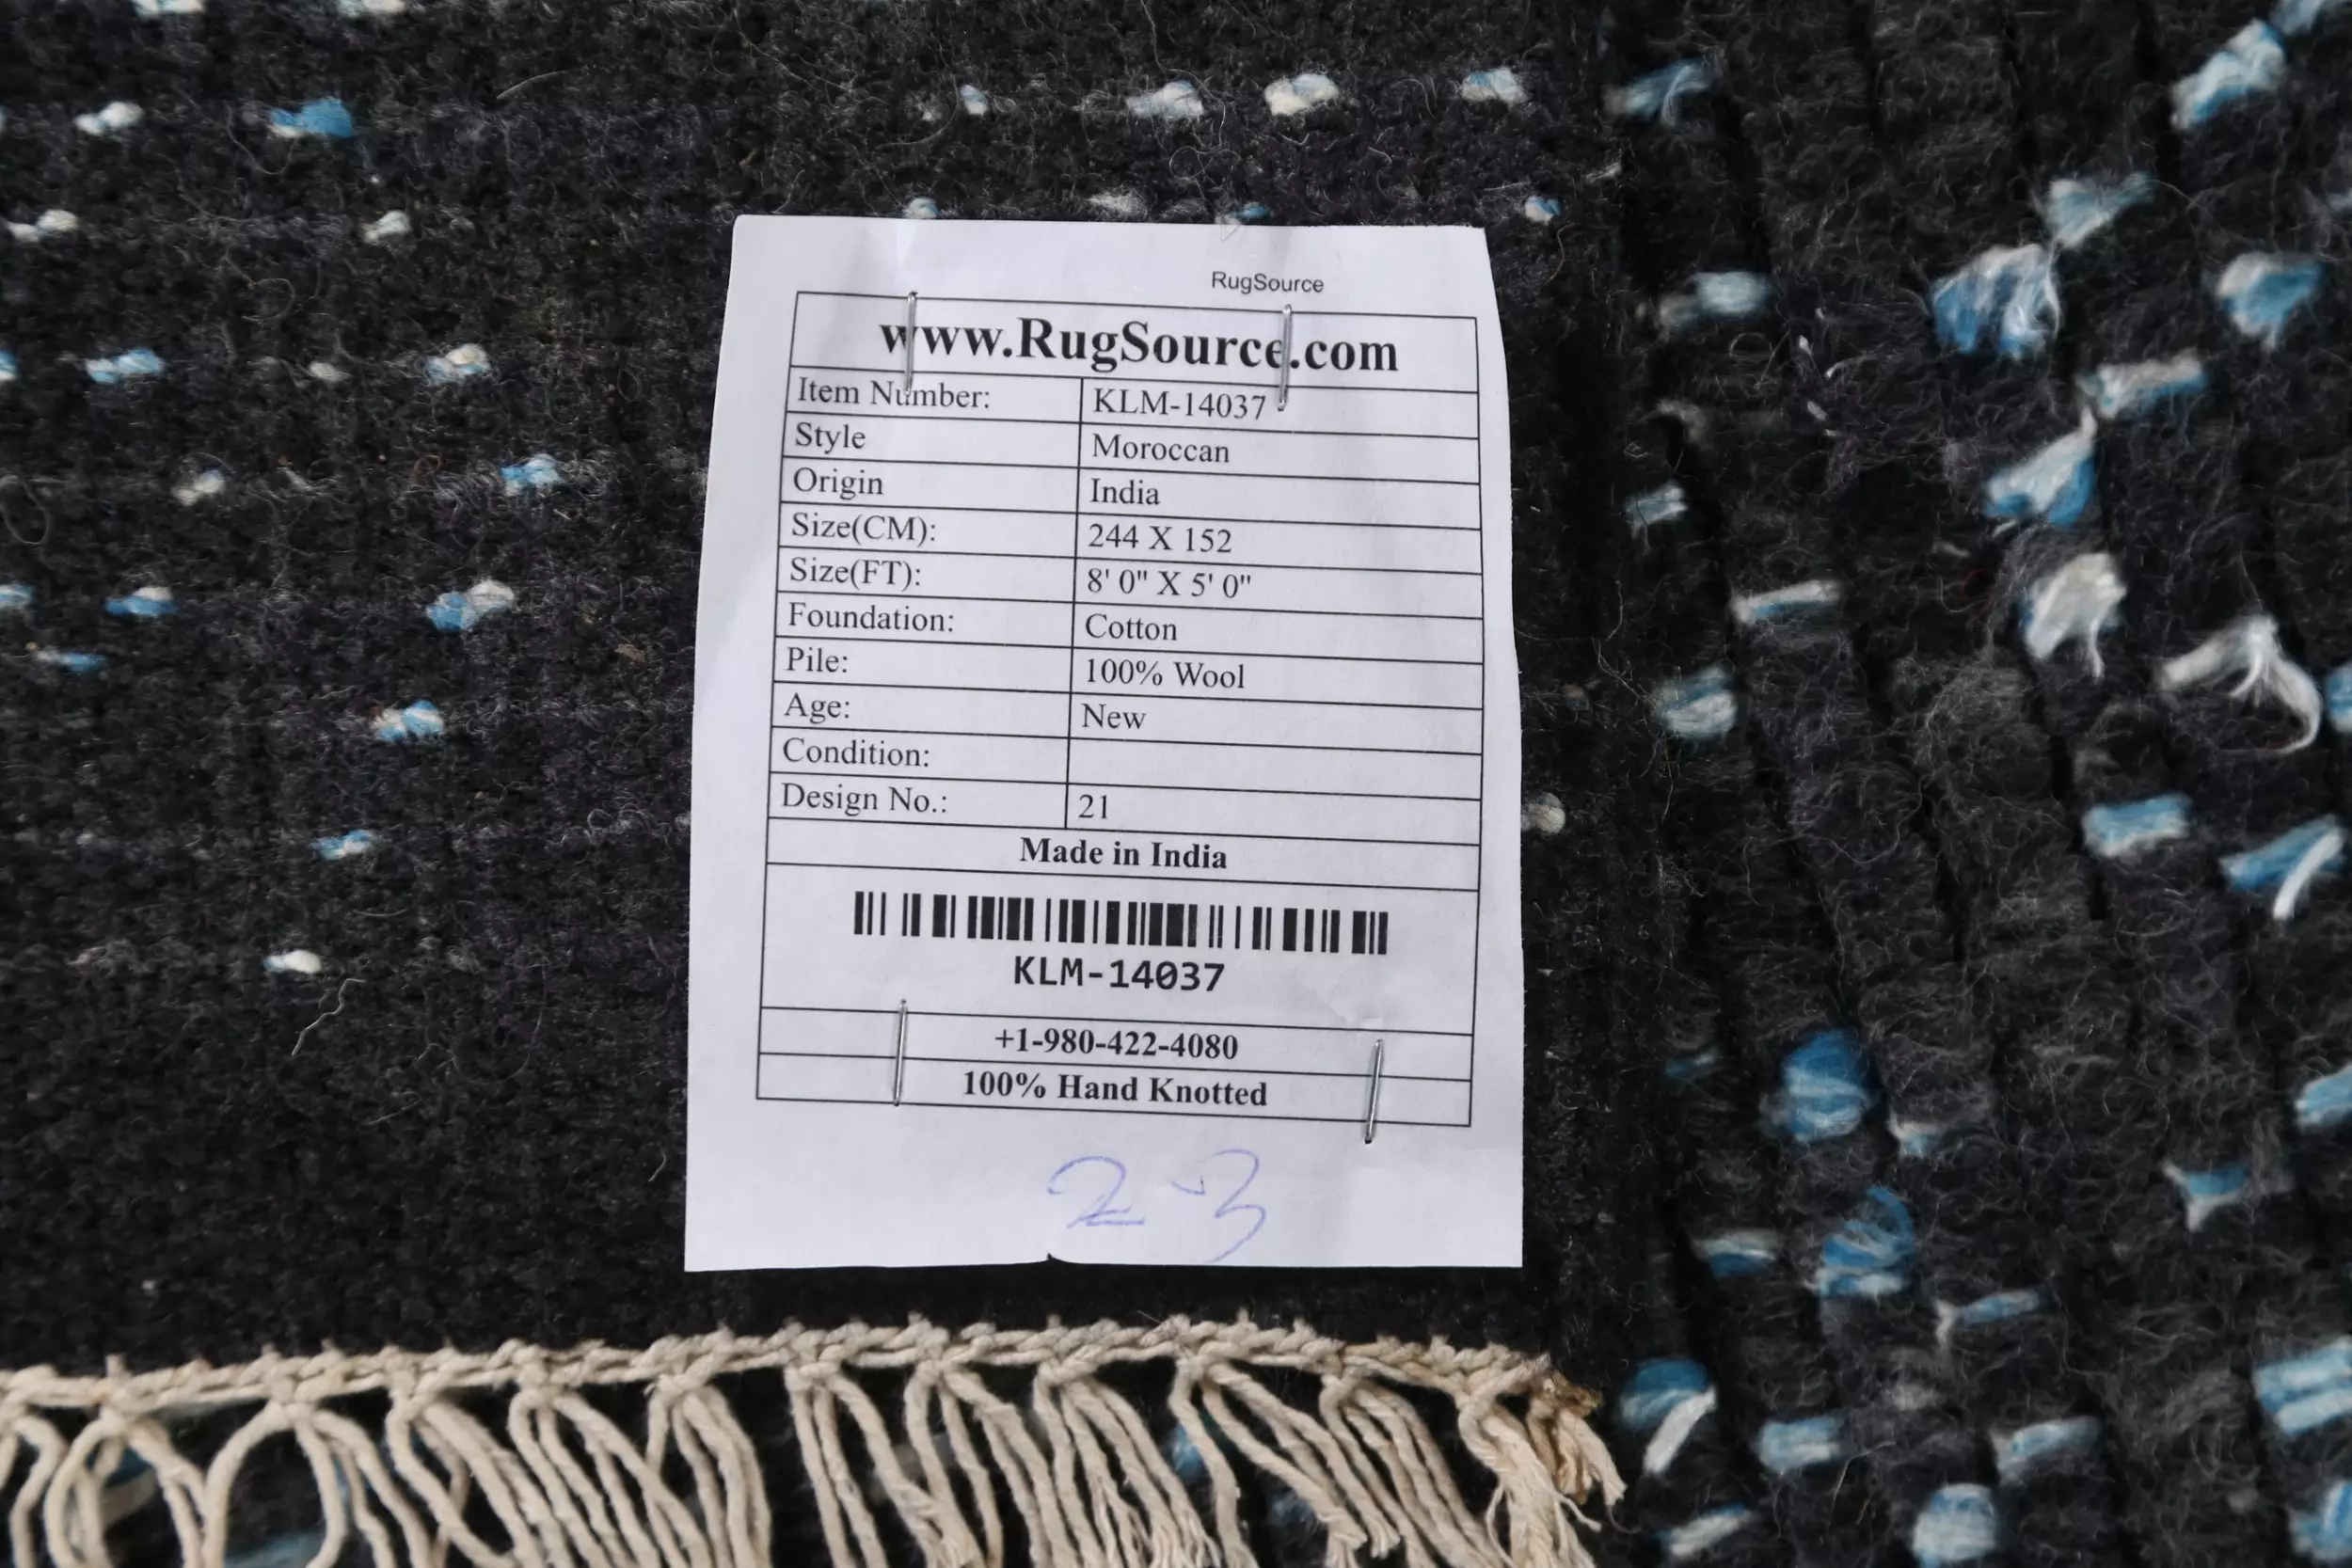 RugSource
www.RugSource.com
Item Number: KLM-14037
Style Moroccan
Origin India
Size(CM): 244 X 152
Size(FT): 8' 0" X 5' 0"
Foundation: Cotton
Pile: 100% Wool
Age: New
Condition:
Design No.: 21
Made in India
KLM-14037
+1-980-422-4080
100% Hand Knotted
23